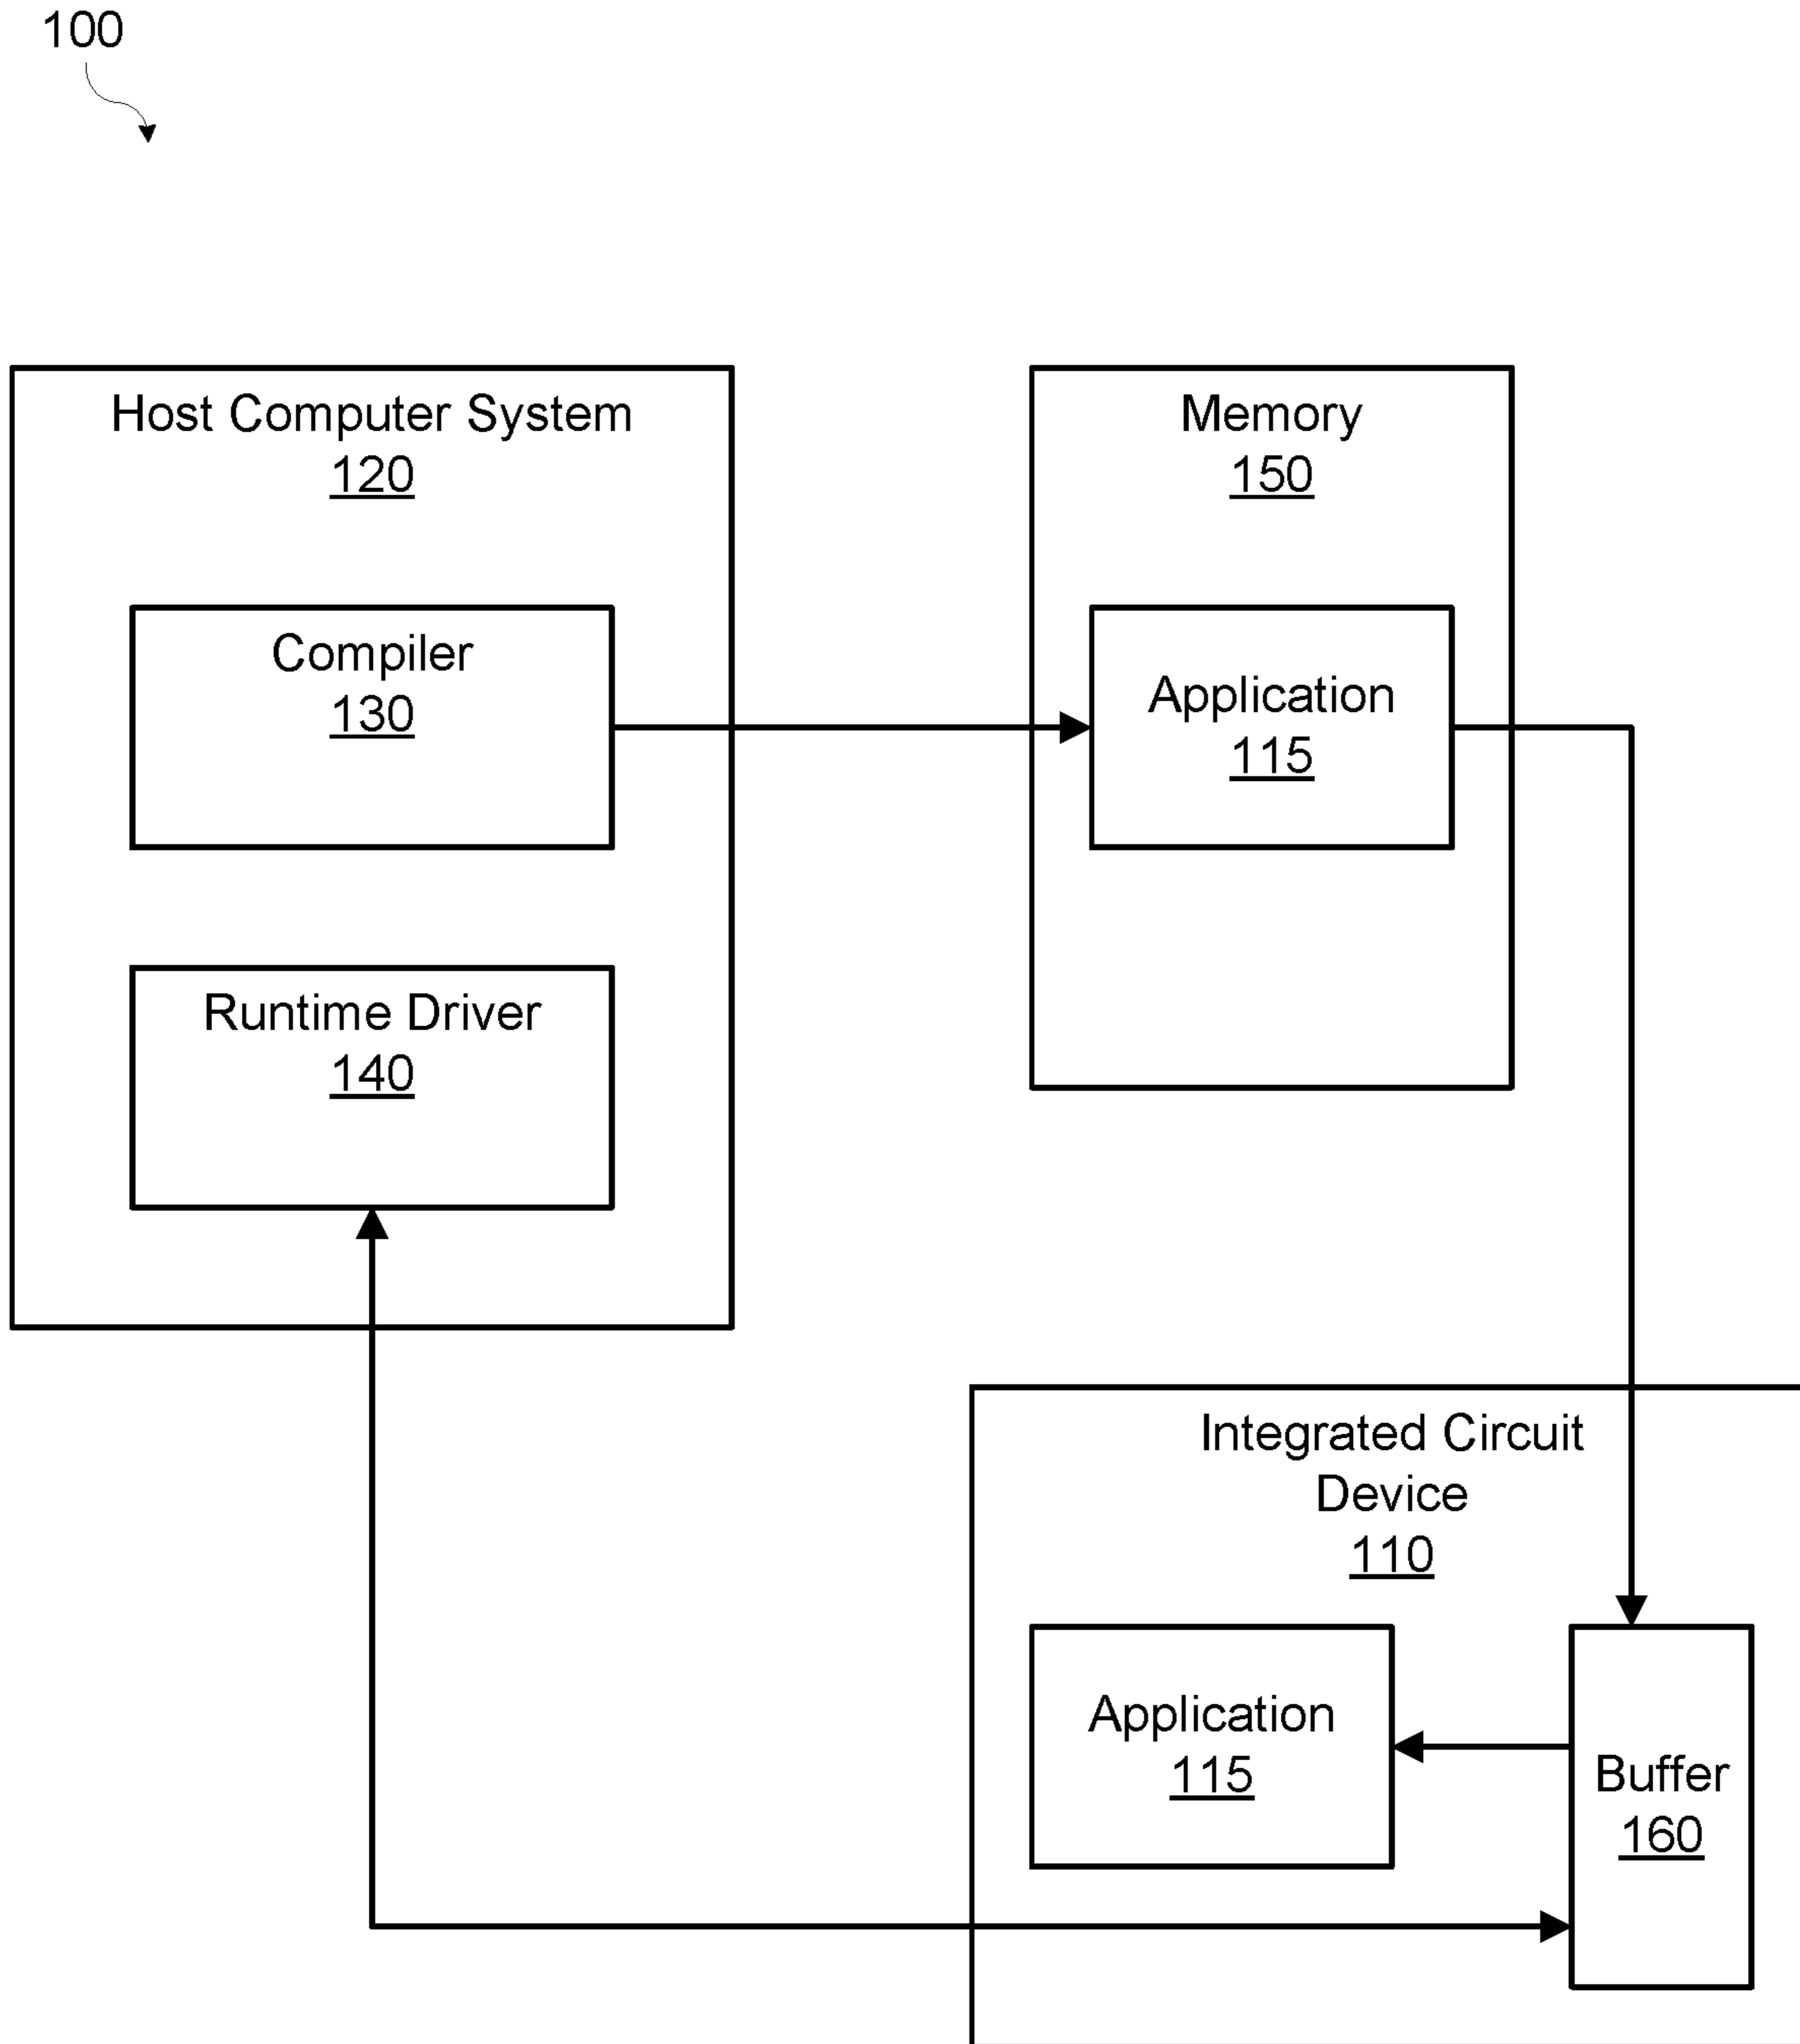 100
Host Computer System
120
Compiler
130
Runtime Driver
140
Memory
150
Application
115
Integrated Circuit
Device
110
Application
115
Buffer
160